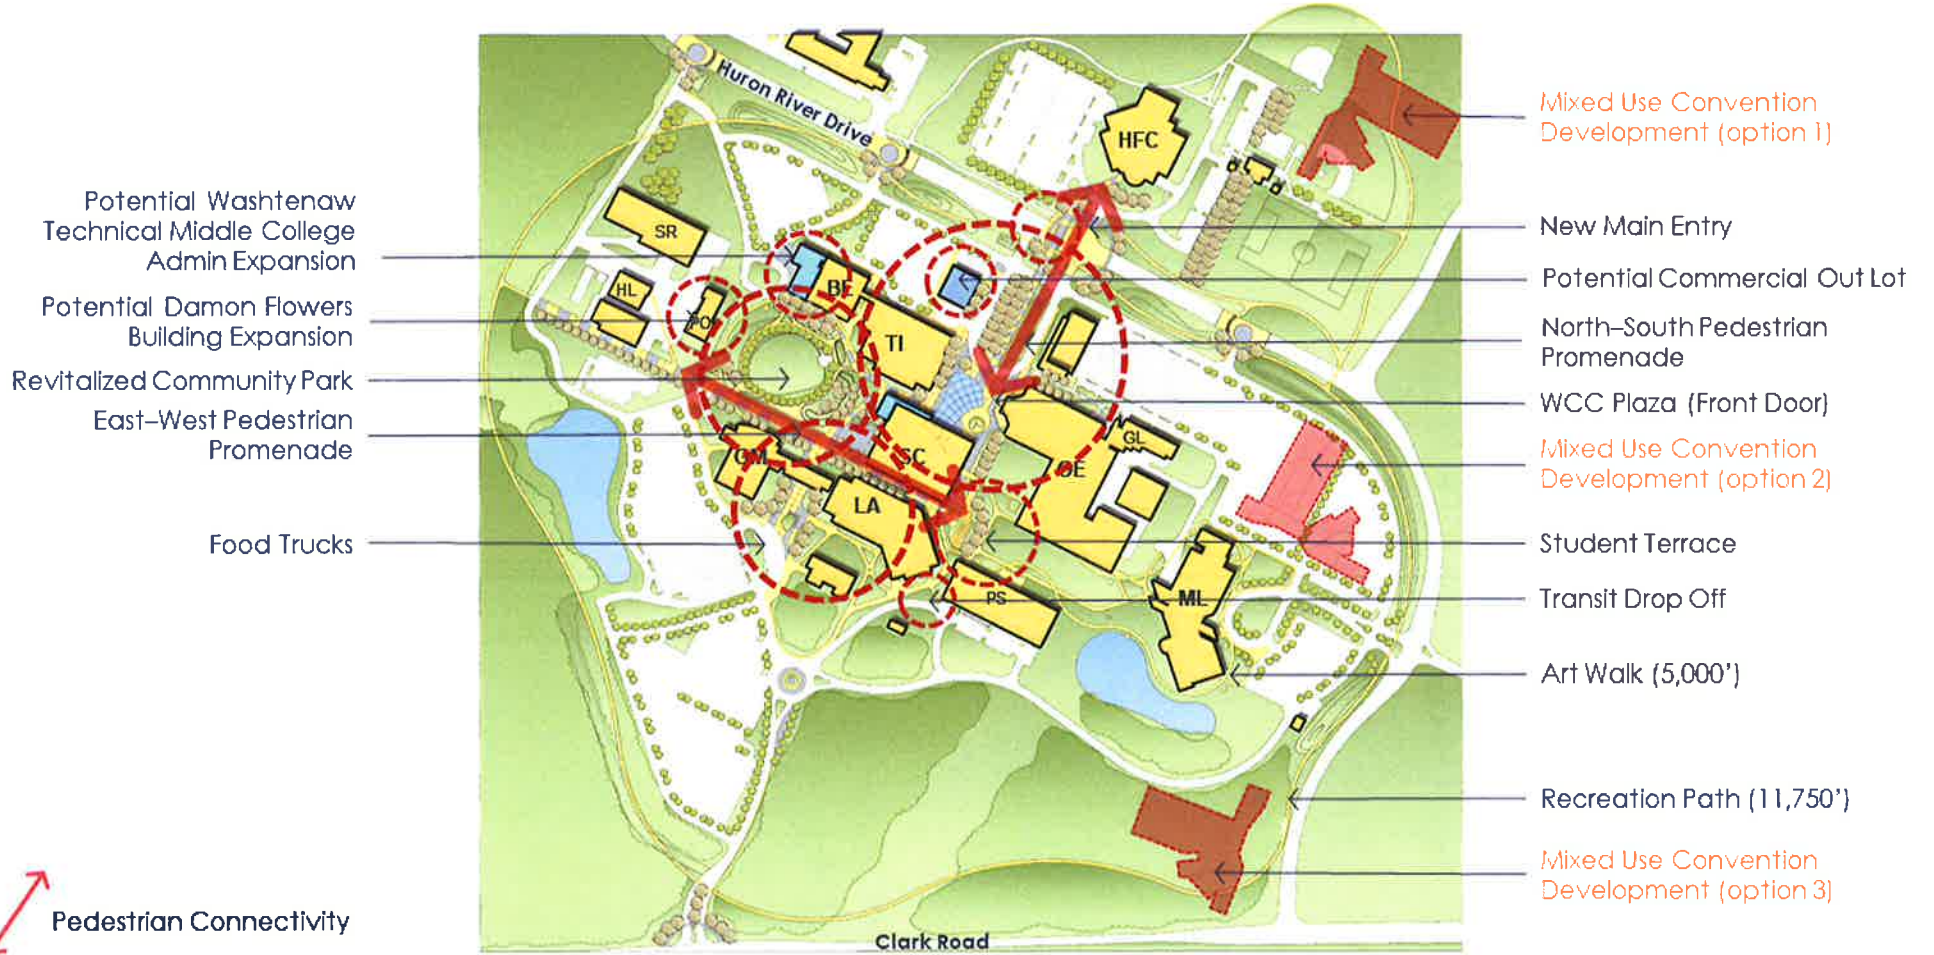 Potential Washtenaw
Technical Middle College
Admin Expansion
Potential Damon Flowers
Building Expansion
Revitalized Community Park
East–West Pedestrian
Promenade
Food Trucks
Pedestrian Connectivity
Huron River Drive
HFC
SR
HL
PO
BE
TI
SC
GL
OE
LA
PS
ML
Clark Road
Mixed Use Convention
Development (option 1)
New Main Entry
Potential Commercial Out Lot
North–South Pedestrian
Promenade
WCC Plaza (Front Door)
Mixed Use Convention
Development (option 2)
Student Terrace
Transit Drop Off
Art Walk (5,000')
Recreation Path (11,750')
Mixed Use Convention
Development (option 3)